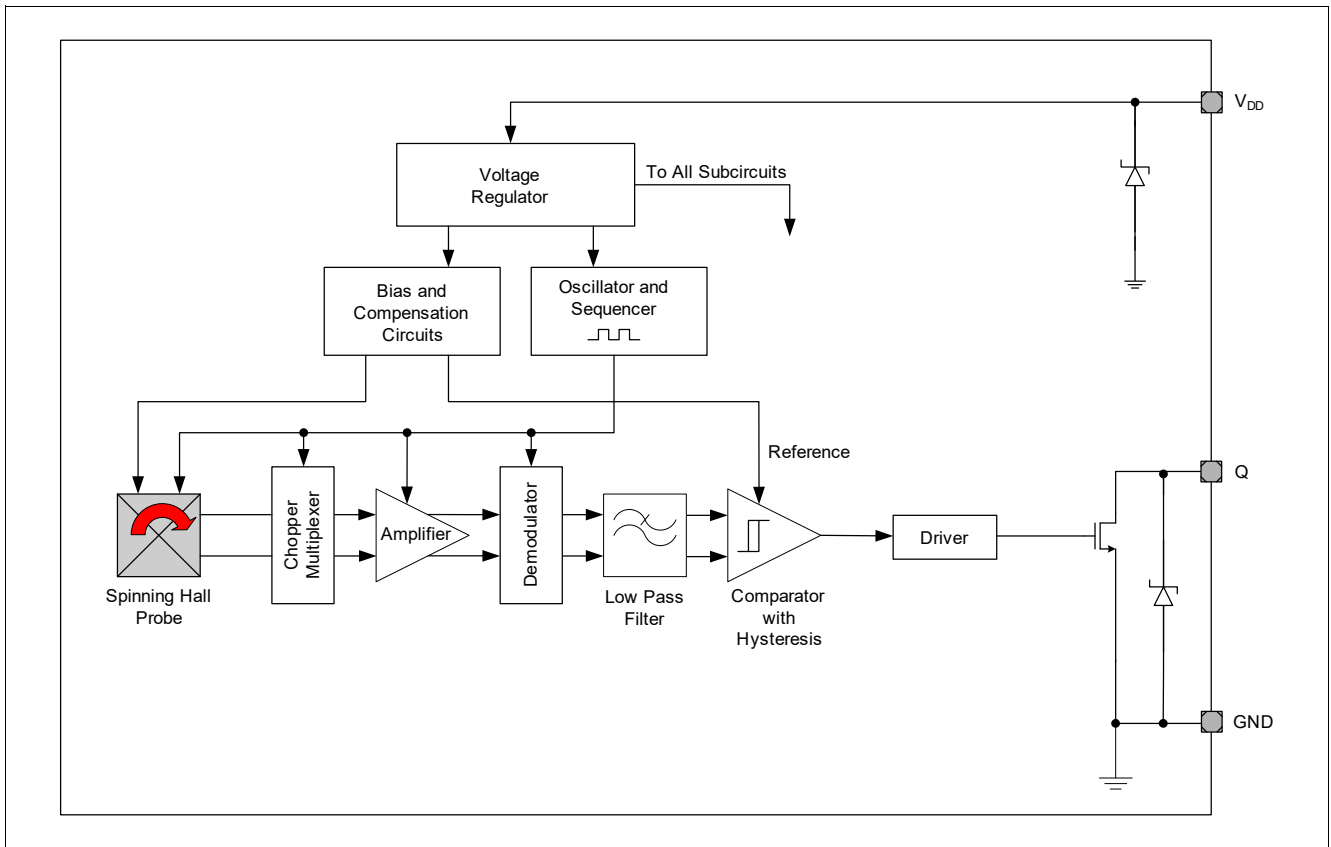 VDD
Voltage
Regulator
To All Subcircuits
Bias and
Compensation
Circuits
Oscillator and
Sequencer
Reference
Q
Chopper
Multiplexer
Amplifier
Demodulator
Driver
Spinning Hall
Probe
Low Pass
Filter
Comparator
with
Hysteresis
GND